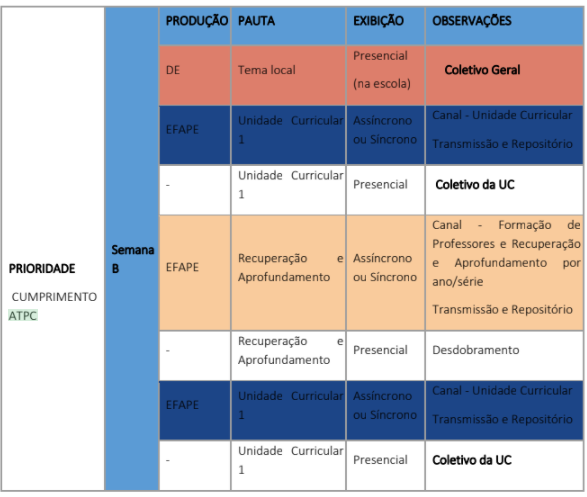 PRODUÇÃO PAUTA EXIBIÇÃO OBSERVAÇÕES
DE Tema local Presencial (na escola) Coletivo Geral
EFAPE Unidade Curricular 1 Assíncrono ou Síncrono Canal - Unidade Curricular
Transmissão e Repositório
- Unidade Curricular 1 Presencial Coletivo da UC
PRIORIDADE
CUMPRIMENTO
ATPC
Semana
B
EFAPE Recuperação e Aprofundamento Assíncrono ou Síncrono Canal - Formação de
Professores e Recuperação
e Aprofundamento por
ano/série
Transmissão e Repositório
- Recuperação e Aprofundamento Presencial Desdobramento
EFAPE Unidade Curricular 1 Assíncrono ou Síncrono Canal - Unidade Curricular
Transmissão e Repositório
- Unidade Curricular 1 Presencial Coletivo da UC